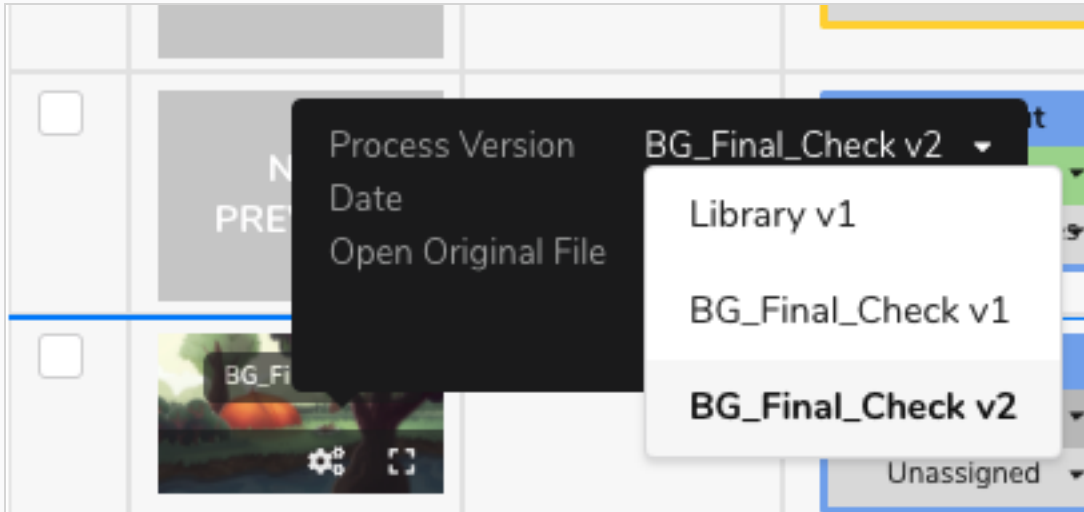 Process Version BG_Final_Check v2
Date
Open Original File
Library v1
BG_Final_Check v1
BG_Final_Check v2
Unassigned